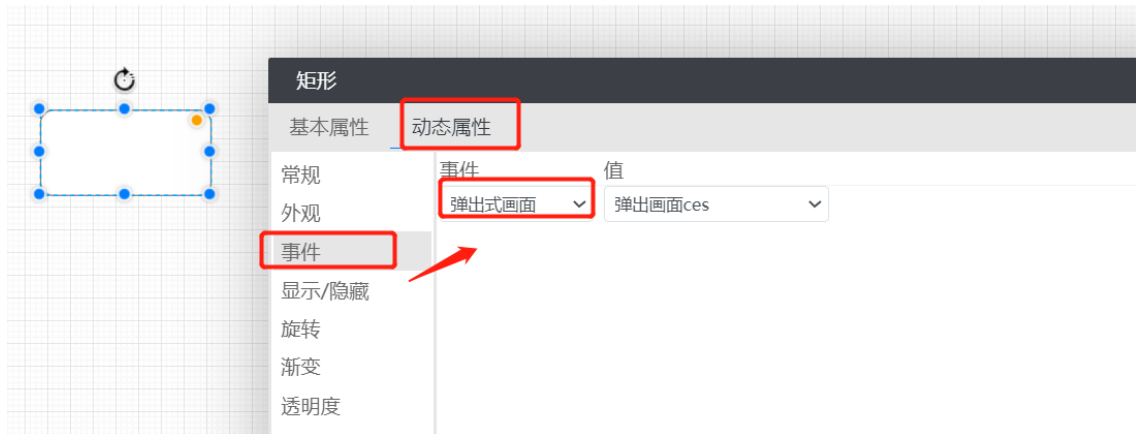 矩形
基本属性 动态属性
常规
外观
事件
显示/隐藏
旋转
渐变
透明度
事件 值
弹出式画面 弹出画面ces